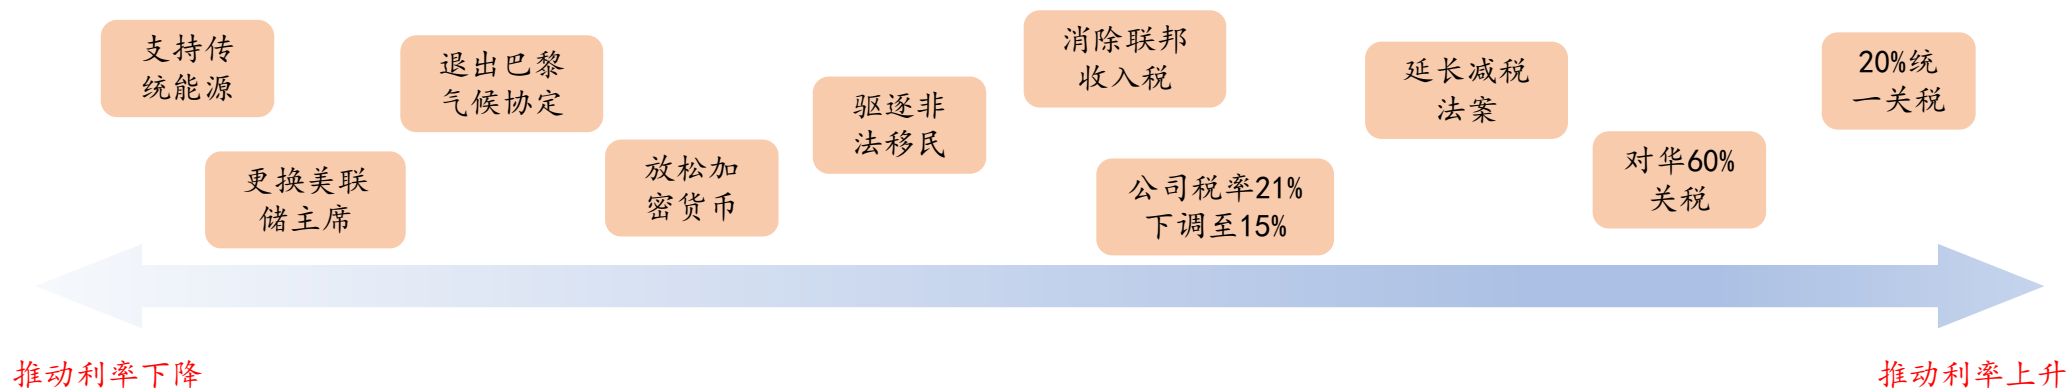 支持传
统能源
更换美联
储主席
退出巴黎
气候协定
放松加
密货币
驱逐非
法移民
消除联邦
收入税
公司税率21%
下调至15%
延长减税
法案
对华60%
关税
20%统
一关税
推动利率下降
推动利率上升